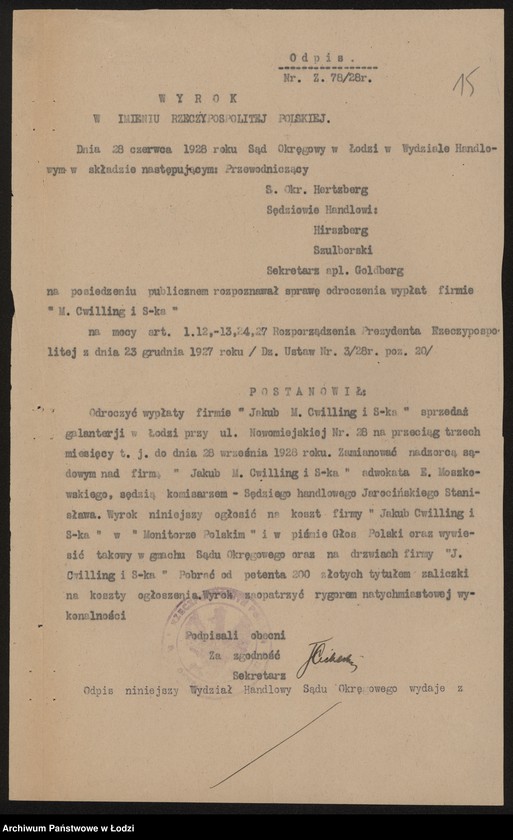 Odpis.
Nr. Z. 78/28r.
15
WYROK
W IMIENIU RZECZYPOSPOLITEJ POLSKIEJ.
Dnia 28 czerwca 1928 roku Sąd Okręgowy w Łodzi w Wydziale Handlo-
wym w składzie następującym: Przewodniczący
S. Okr. Hertzberg
Sędziowie Handlowi:
Hirszberg
Szulborski
Sekretarz apl. Goldberg
na posiedzeniu publicznem rozpoznawał sprawę odroczenia wypłat firmie
" M. Cwilling i S-ka "
na mocy art. 1.12,-13,24,27 Rozporządzenia Prezydenta Rzeczypospo-
litej z dnia 23 grudnia 1927 roku / Dz. Ustaw Nr. 3/28r. poz. 20/
POSTANOWIŁ:
Odroczyć wypłaty firmie " Jakub M. Cwilling i S-ka " sprzedaż
galanterji w Łodzi przy ul. Nowomiejskiej Nr. 28 na przeciąg trzech
miesięcy t. j. do dnia 28 września 1928 roku. Zamianować nadzorcą są-
dowym nad firmą " Jakub M. Cwilling i S-ka " adwokata E. Moszko-
wskiego, sędzią komisarzem - Sędziego handlowego Jarocińskiego Stani-
sława. Wyrok niniejszy ogłosić na koszt firmy " Jakub Cwilling i
S-ka " w " Monitorze Polskim " i w piśmie Głos Polski oraz wywie-
sić takowy w gmachu Sądu Okręgowego oraz na drzwiach firmy "J.
Cwilling i S-ka " Pobrać od petenta 200 złotych tytułem zaliczki
na koszty ogłoszenia.Wyrok zaopatrzyć rygorem natychmiastowej wy-
konalności
Podpisali obecni
Za zgodność
Sekretarz
Odpis niniejszy Wydział Handlowy Sądu Okręgowego wydaje z
Archiwum Państwowe w Łodzi